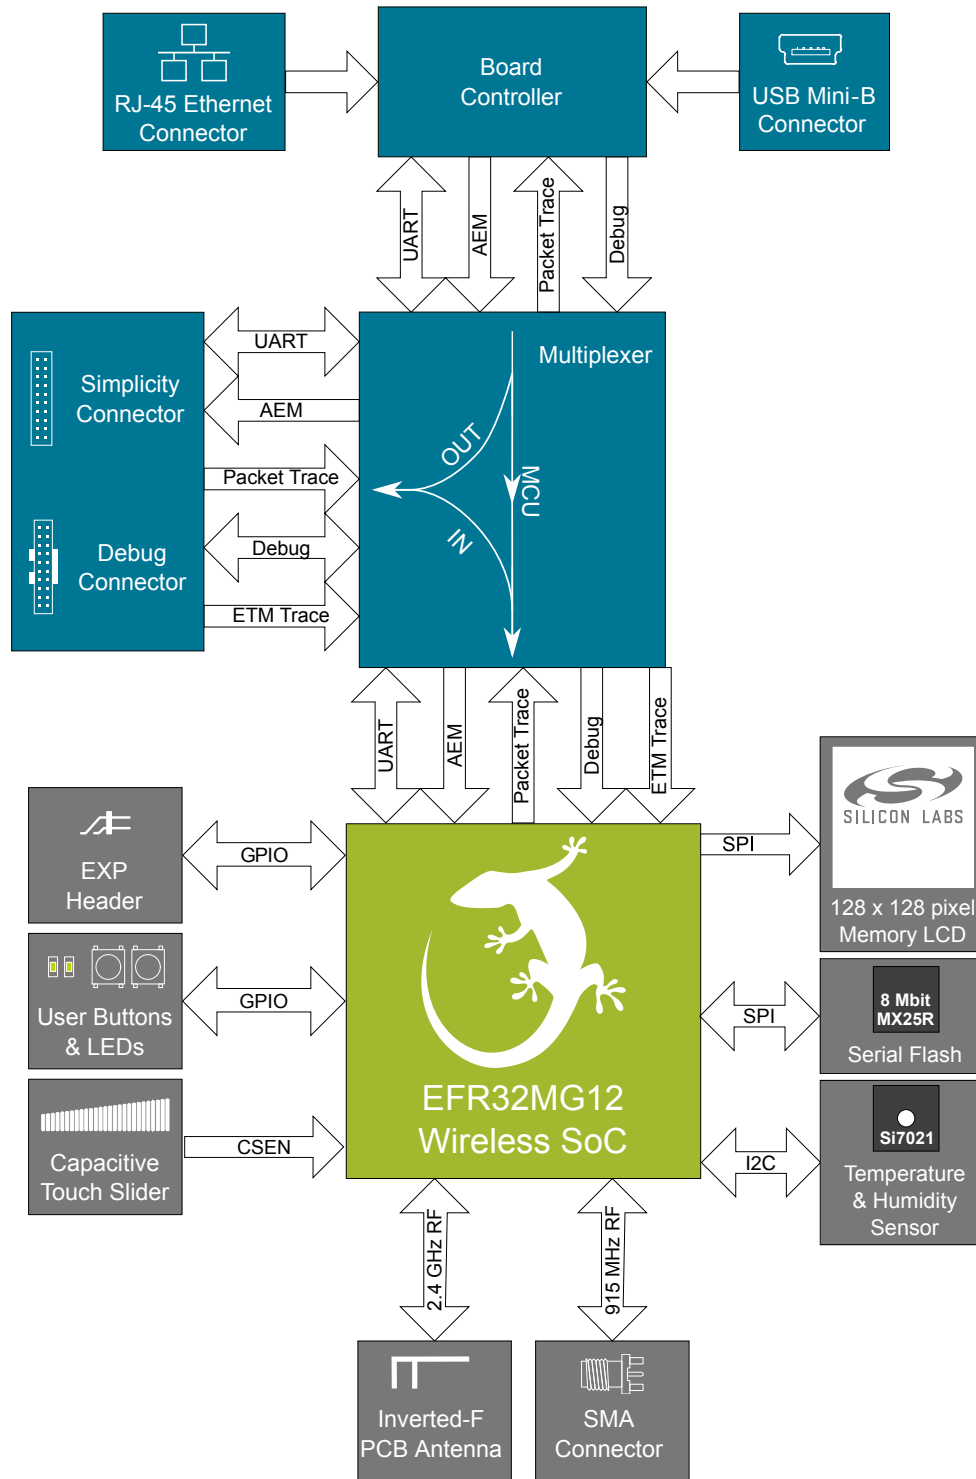 RJ-45 Ethernet
Connector
Board
Controller
USB Mini-B
Connector
UART
AEM
Packet Trace
Debug
Simplicity
Connector
Debug
Connector
UART
AEM
Packet Trace
Debug
ETM Trace
Multiplexer
OUT
MCU
IN
UART
AEM
Packet Trace
Debug
ETM Trace
EXP
Header
GPIO
User Buttons
& LEDs
GPIO
Capacitive
Touch Slider
CSEN
EFR32MG12
Wireless SoC
SPI
SILICON LABS
128 x 128 pixel
Memory LCD
SPI
8 Mbit
MX25R
Serial Flash
I2C
Si7021
Temperature
& Humidity
Sensor
2.4 GHz RF
915 MHz RF
Inverted-F
PCB Antenna
SMA
Connector